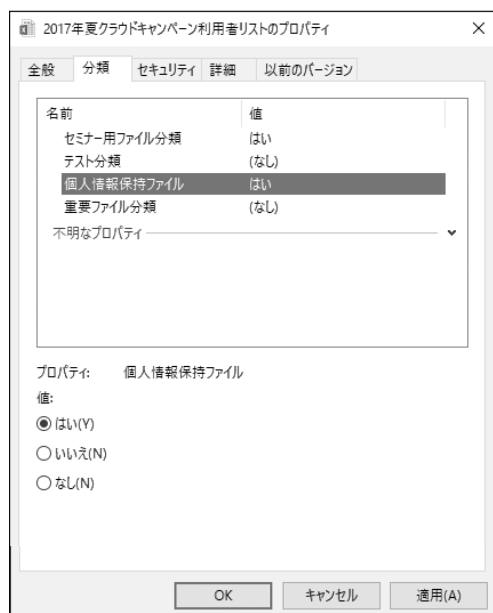 2017年夏クラウドキャンペーン利用者リストのプロパティ
全般 分類 セキュリティ 詳細 以前のバージョン
名前 値
セミナー用ファイル分類 はい
テスト分類 (なし)
個人情報保持ファイル はい
重要ファイル分類 (なし)
不明なプロパティ
プロパティ: 個人情報保持ファイル
値:
はい(Y)
いいえ(N)
なし(N)
OK キャンセル 適用(A)